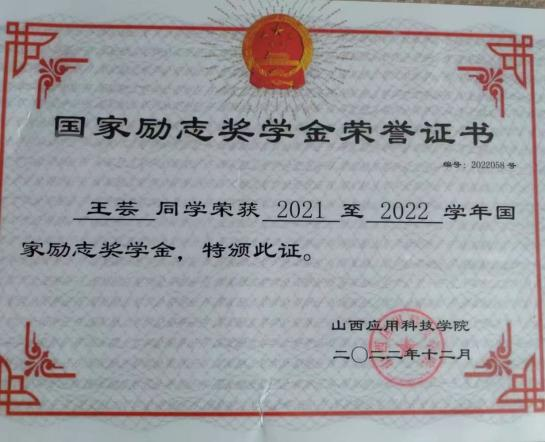 国家励志奖学金荣誉证书
编号：2022058号
王芸 同学荣获 2021 至 2022 学年国
家励志奖学金，特颁此证。
山西应用科技学院
二〇二二年十二月